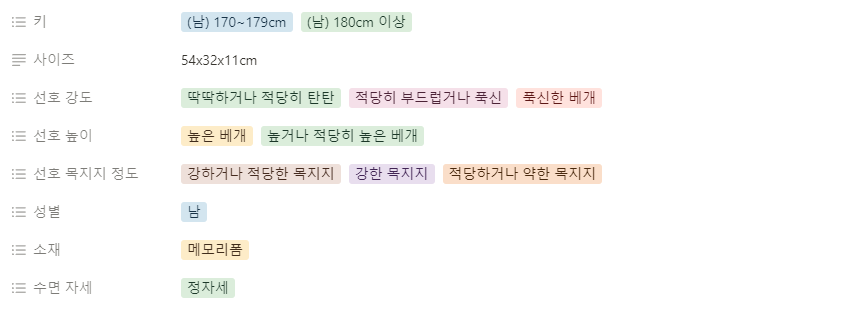 키 (남) 170~179cm (남) 180cm 이상
사이즈 54x32x11cm
선호 강도 딱딱하거나 적당히 탄탄 적당히 부드럽거나 푹신 푹신한 베개
선호 높이 높은 베개 높거나 적당히 높은 베개
선호 목지지 정도 강하거나 적당한 목지지 강한 목지지 적당하거나 약한 목지지
성별 남
소재 메모리폼
수면 자세 정자세